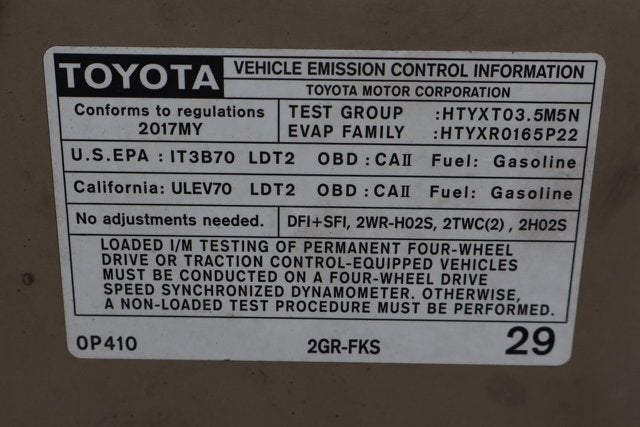 TOYOTA
VEHICLE EMISSION CONTROL INFORMATION
TOYOTA MOTOR CORPORATION
Conforms to regulations
2017MY
TEST GROUP :HTYXT03.5M5N
EVAP FAMILY :HTYXR0165P22
U.S.EPA : IT3B70 LDT2 OBD : CAII Fuel: Gasoline
California: ULEV70 LDT2 OBD : CAII Fuel: Gasoline
No adjustments needed.
DFI+SFI, 2WR-HO2S, 2TWC(2) , 2HO2S
LOADED I/M TESTING OF PERMANENT FOUR-WHEEL
DRIVE OR TRACTION CONTROL-EQUIPPED VEHICLES
MUST BE CONDUCTED ON A FOUR-WHEEL DRIVE
SPEED SYNCHRONIZED DYNAMOMETER. OTHERWISE,
A NON-LOADED TEST PROCEDURE MUST BE PERFORMED.
0P410
2GR-FKS
29